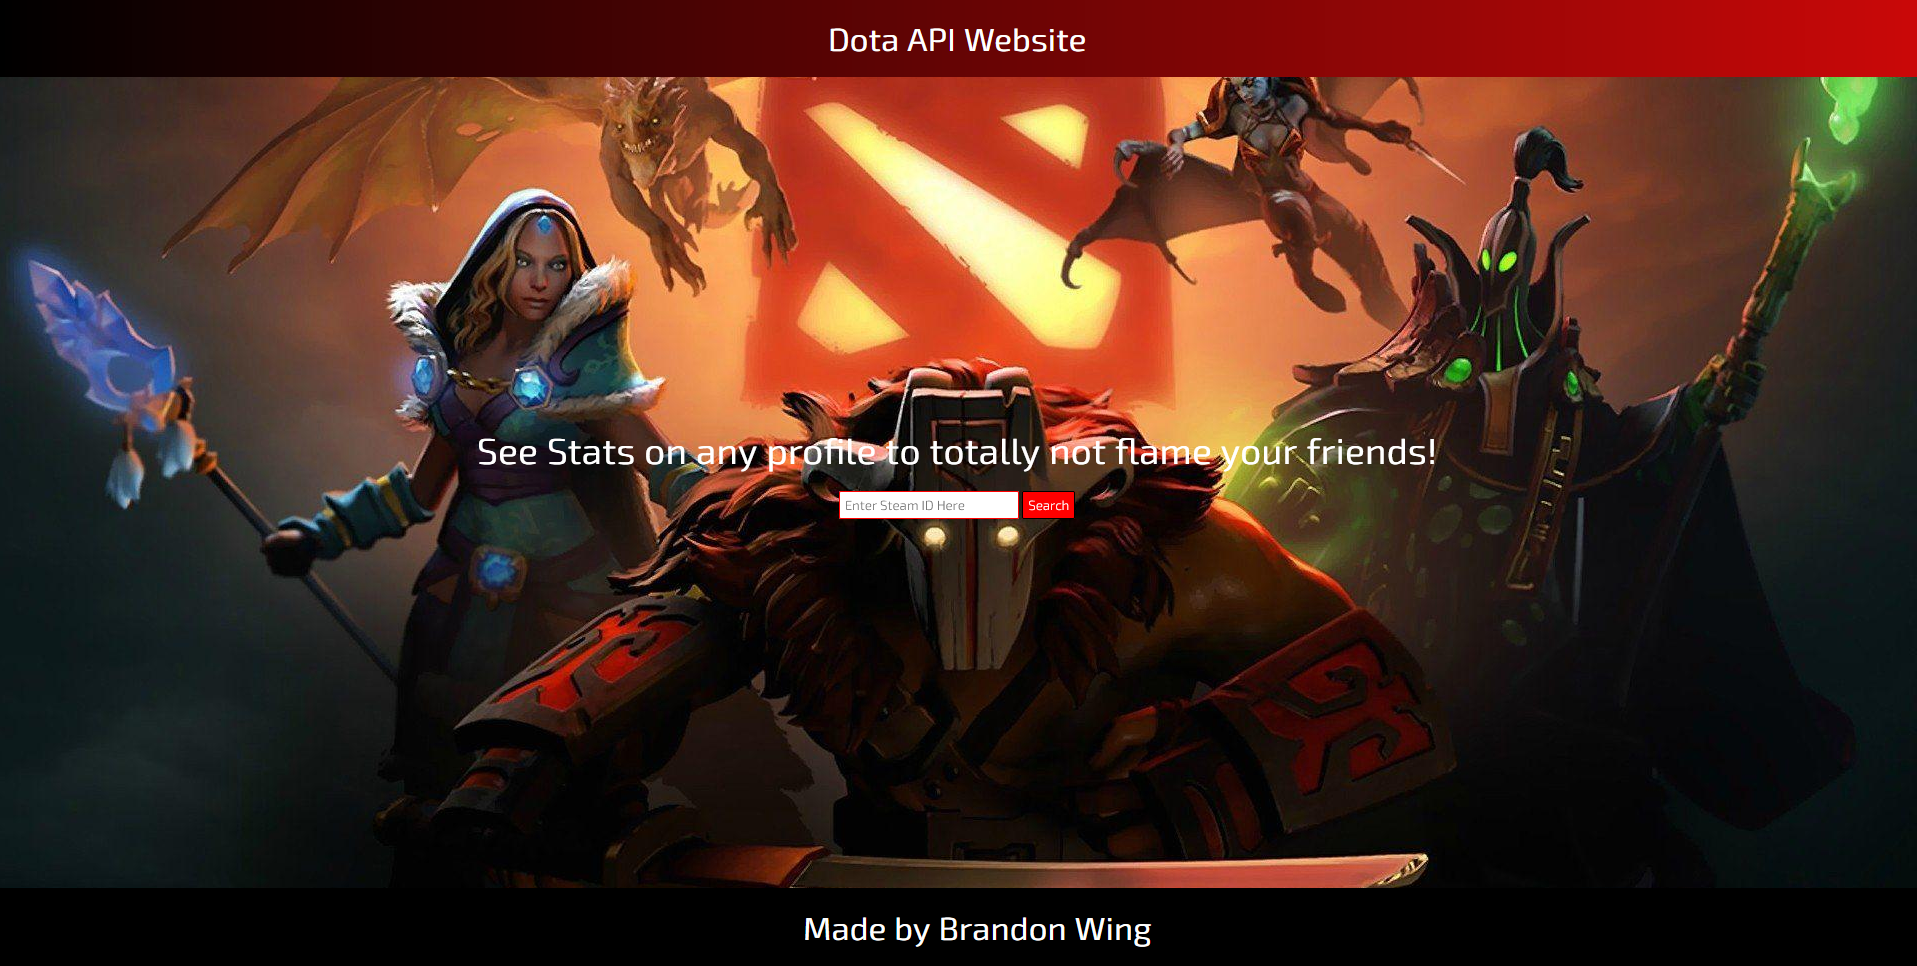 Dota API Website
See Stats on any profile to totally not flame your friends!
Enter Steam ID Here Search
Made by Brandon Wing